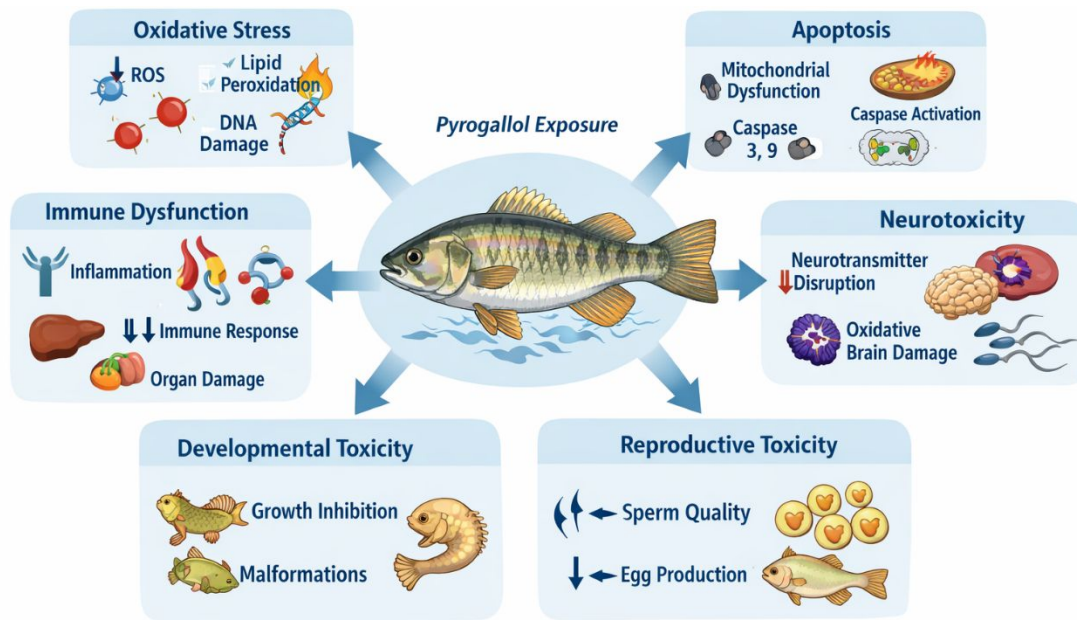 Oxidative Stress
ROS
Lipid
Peroxidation
DNA
Damage
Pyrogallol Exposure
Apoptosis
Mitochondrial
Dysfunction
Caspase
3, 9
Caspase Activation
Immune Dysfunction
Inflammation
Immune Response
Organ Damage
Neurotoxicity
Neurotransmitter
Disruption
Oxidative
Brain Damage
Developmental Toxicity
Growth Inhibition
Malformations
Reproductive Toxicity
Sperm Quality
Egg Production